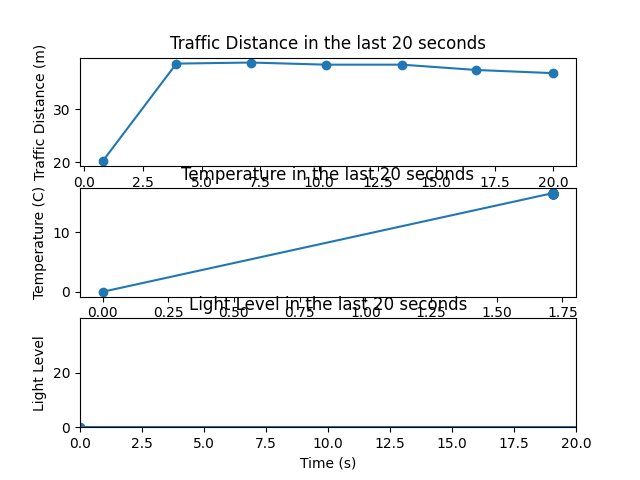 Traffic Distance in the last 20 seconds
Traffic Distance (m)
30
20
0.0 2.5 5.0 7.5 10.0 12.5 15.0 17.5 20.0
Temperature in the last 20 seconds
Temperature (C)
10
0
0.00 0.25 0.50 0.75 1.00 1.25 1.50 1.75
Light Level in the last 20 seconds
Light Level
20
0
0.0 2.5 5.0 7.5 10.0 12.5 15.0 17.5 20.0
Time (s)